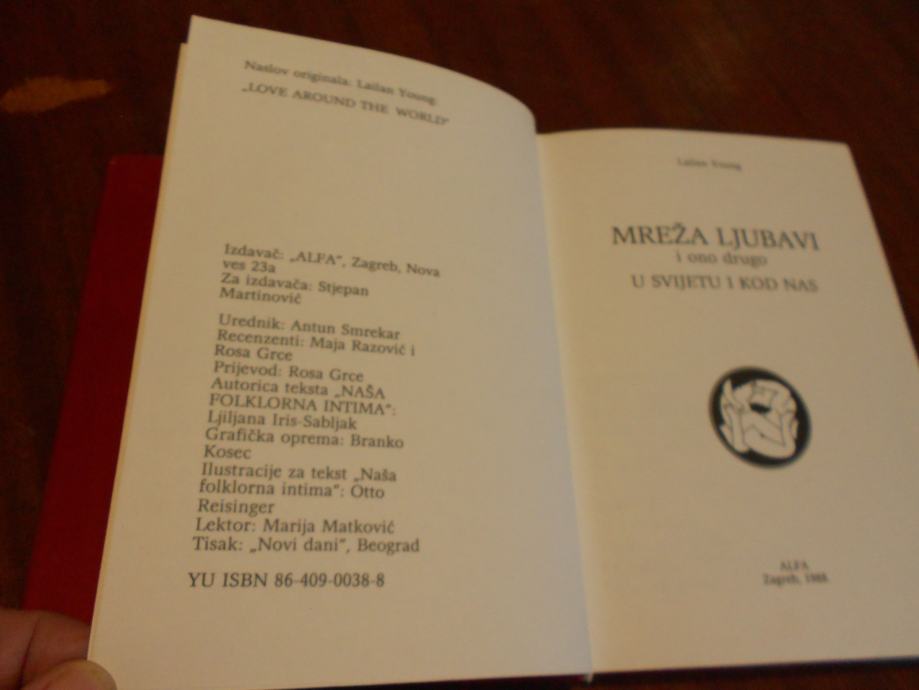 Naslov originala: Lailan Young:
„LOVE AROUND THE WORLD”
Izdavač: „ALFA”, Zagreb, Nova
ves 23a
Za izdavača: Stjepan
Martinović
Urednik: Antun Smrekar
Recenzenti: Maja Razović i
Rosa Grce
Prijevod: Rosa Grce
Autorica teksta „NAŠA
FOLKLORNA INTIMA”:
Ljiljana Iris-Sabljak
Grafička oprema: Branko
Kosec
Ilustracije za tekst „Naša
folklorna intima”: Otto
Reisinger
Lektor: Marija Matković
Tisak: „Novi dani”, Beograd
YU ISBN 86-409-0038-8
Lailan Young
MREŽA LJUBAVI
i ono drugo
U SVIJETU I KOD NAS
ALFA
Zagreb, 1988.